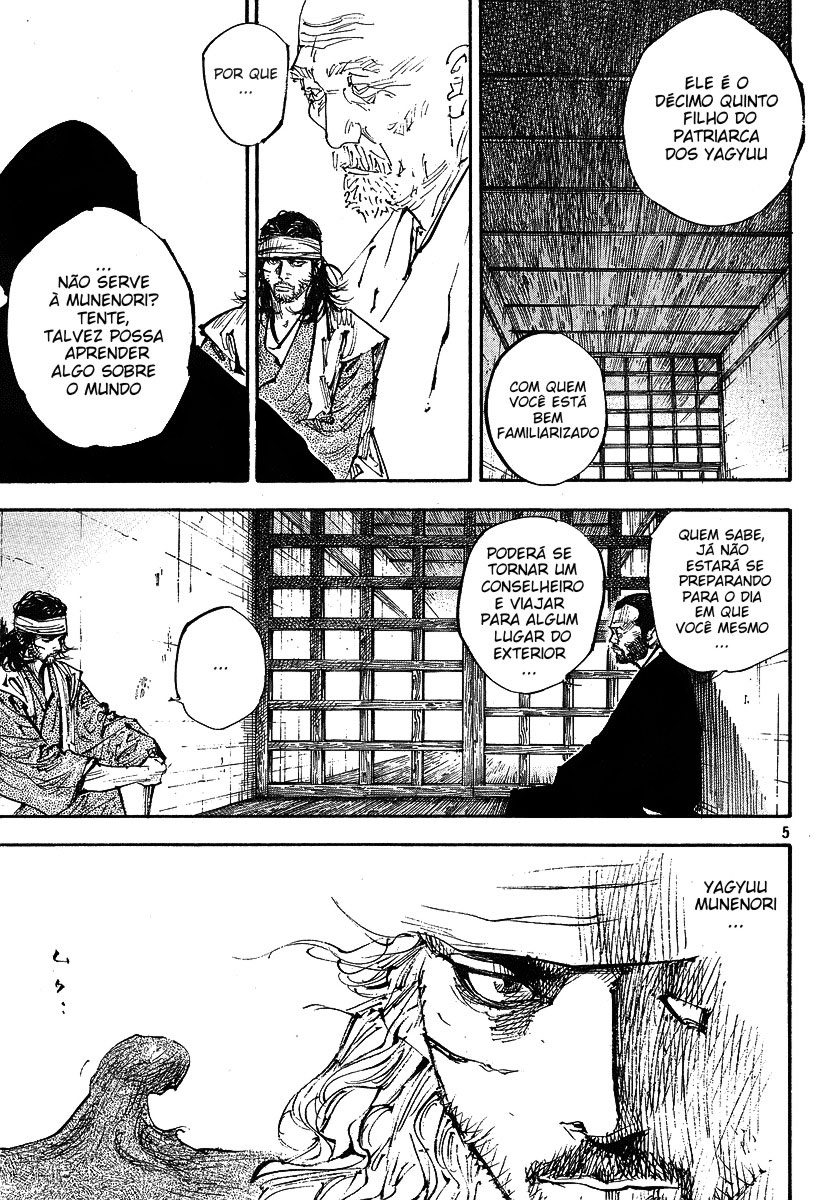 ELE É O
DÉCIMO QUINTO
FILHO DO
PATRIARCA
DOS YAGYUU
COM QUEM
VOCÊ ESTÁ
BEM
FAMILIARIZADO
POR QUE
...
...
NÃO SERVE
À MUNENORI?
TENTE,
TALVEZ POSSA
APRENDER
ALGO SOBRE
O MUNDO
QUEM SABE,
JÁ NÃO
ESTARÁ SE
PREPARANDO
PARA O DIA
EM QUE
VOCÊ MESMO
...
PODERÁ SE
TORNAR UM
CONSELHEIRO
E VIAJAR
PARA ALGUM
LUGAR DO
EXTERIOR
...
...
5
YAGYUU
MUNENORI
...
ムク…